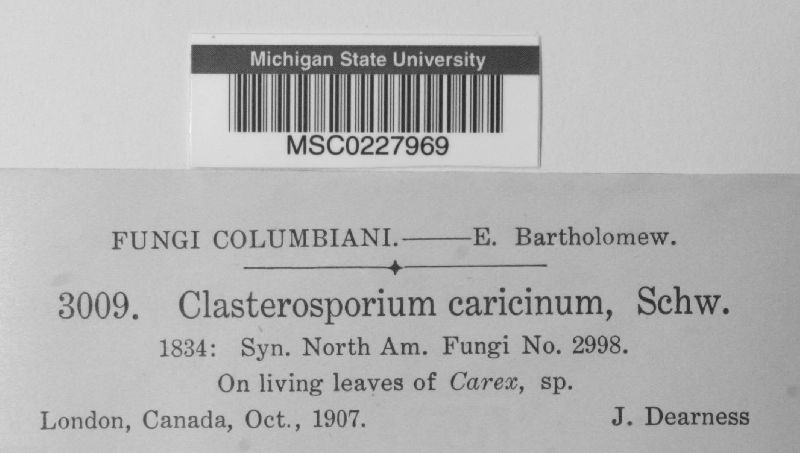 Michigan State University
MSC0227969
FUNGI COLUMBIANI.——E. Bartholomew.
3009. Clasterosporium caricinum, Schw.
1834: Syn. North Am. Fungi No. 2998.
On living leaves of Carex, sp.
London, Canada, Oct., 1907. J. Dearness